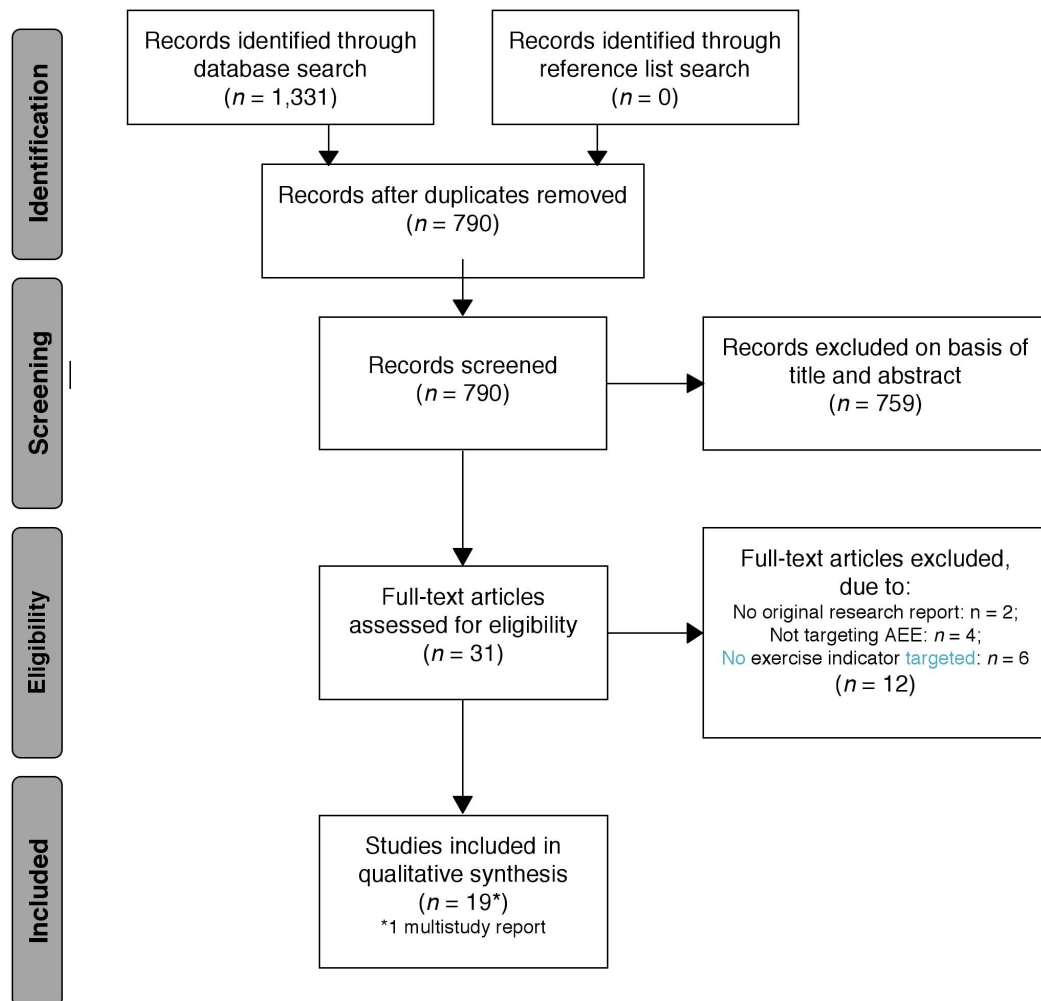 Identification
Records identified through
database search
(n = 1,331)
Records identified through
reference list search
(n = 0)
Records after duplicates removed
(n = 790)
Screening
Records screened
(n = 790)
Records excluded on basis of
title and abstract
(n = 759)
Eligibility
Full-text articles
assessed for eligibility
(n = 31)
Full-text articles excluded,
due to:
No original research report: n = 2;
Not targeting AEE: n = 4;
No exercise indicator targeted: n = 6
(n = 12)
Included
Studies included in
qualitative synthesis
(n = 19*)
*1 multistudy report